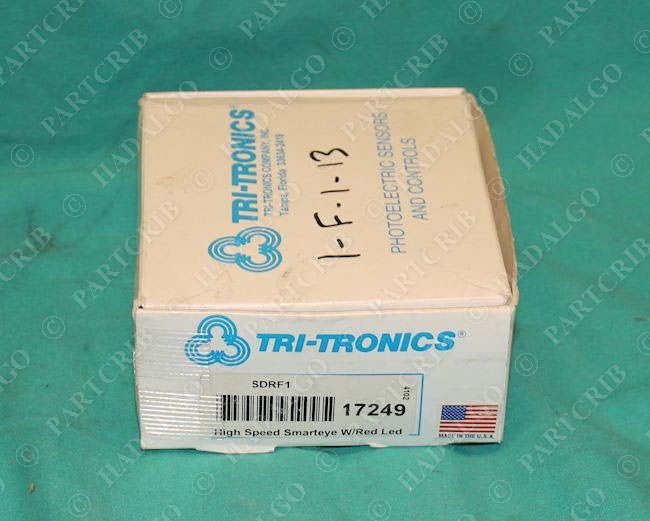 TRI-TRONICS®
TRI-TRONICS COMPANY, INC.
Tampa, Florida 33634-2415
1-F.1-13
PHOTOELECTRIC SENSORS
AND CONTROLS
TRI-TRONICS®
SDRF1
4102
17249
High Speed Smarteye W/Red Led
MADE IN THE U.S.A.
© PARTCRIB
© HADALGO